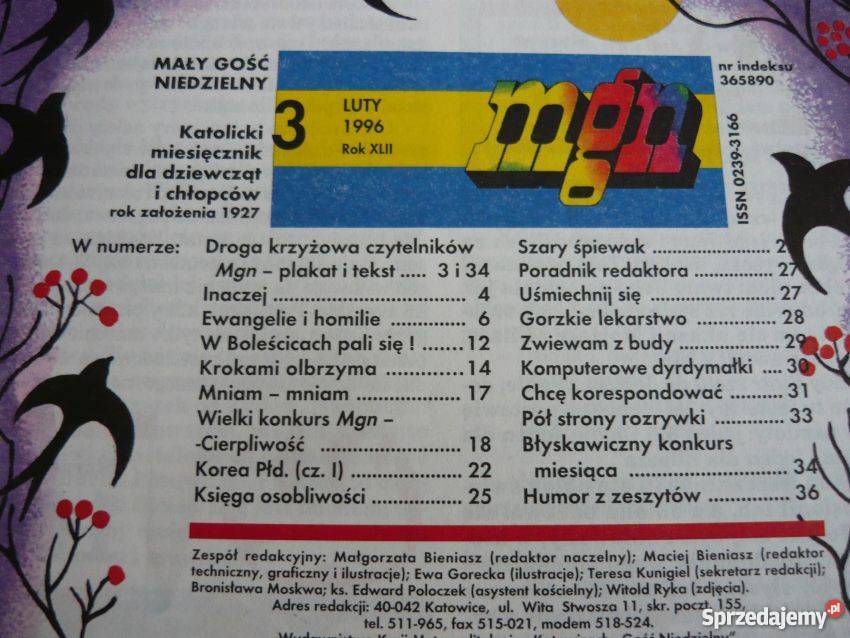 MAŁY GOŚĆ
NIEDZIELNY
Katolicki
miesięcznik
dla dziewcząt
i chłopców
rok założenia 1927
3
LUTY
1996
Rok XLII
mgn
nr indeksu
365890
ISSN 0239-3166
W numerze:
Droga krzyżowa czytelników
Mgn – plakat i tekst ..... 3 i 34
Inaczej ................................ 4
Ewangelie i homilie ............. 6
W Boleścicach pali się ! .......12
Krokami olbrzyma .............. 14
Mniam – mniam ................. 17
Wielki konkurs Mgn –
-Cierpliwość ..................... 18
Korea Płd. (cz. I) ................. 22
Księga osobliwości .............. 25
Szary śpiewak ....................... 2
Poradnik redaktora .............. 27
Uśmiechnij się ..................... 27
Gorzkie lekarstwo ............... 28
Zwiewam z budy ................. 29
Komputerowe dyrdymałki .... 30
Chcę korespondować .......... 31
Pół strony rozrywki .............. 33
Błyskawiczny konkurs
miesiąca .......................... 34
Humor z zeszytów .............. 36
Zespół redakcyjny: Małgorzata Bieniasz (redaktor naczelny); Maciej Bieniasz (redaktor
techniczny, graficzny i ilustracje); Ewa Gorecka (ilustracje); Teresa Kunigiel (sekretarz redakcji);
Bronisława Moskwa; ks. Edward Poloczek (asystent kościelny); Witold Ryka (zdjęcia).
Adres redakcji: 40-042 Katowice, ul. Wita Stwosza 11, skr. poczt. 155,
tel. 511-965, fax 515-021, modem 518-524.
Sprzedajemy.pl